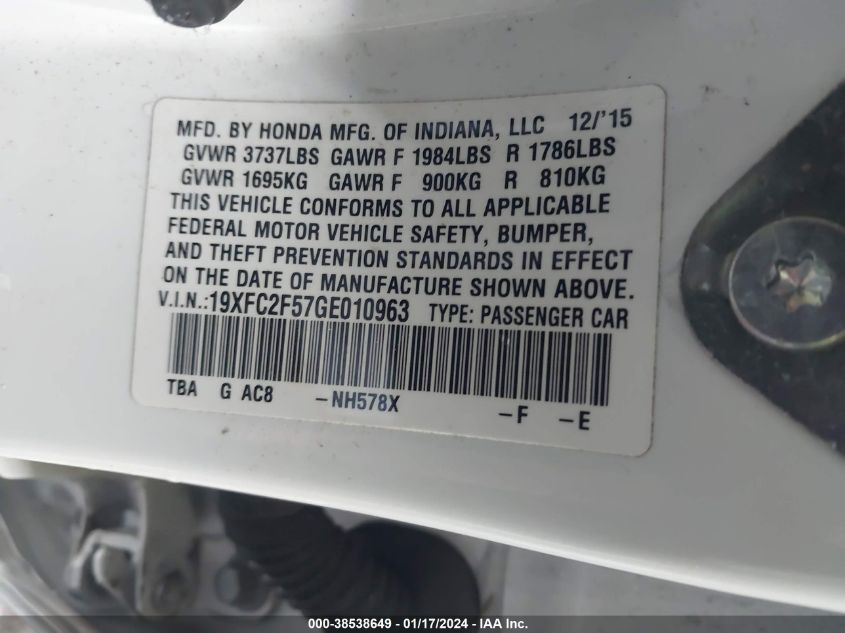 MFD. BY HONDA MFG. OF INDIANA, LLC 12/'15
GVWR 3737LBS GAWR F 1984LBS R 1786LBS
GVWR 1695KG GAWR F 900KG R 810KG
THIS VEHICLE CONFORMS TO ALL APPLICABLE
FEDERAL MOTOR VEHICLE SAFETY, BUMPER,
AND THEFT PREVENTION STANDARDS IN EFFECT
ON THE DATE OF MANUFACTURE SHOWN ABOVE.
V.I.N.:19XFC2F57GE010963 TYPE: PASSENGER CAR
TBA G AC8 -NH578X -F -E
000-38538649 - 01/17/2024 - IAA Inc.